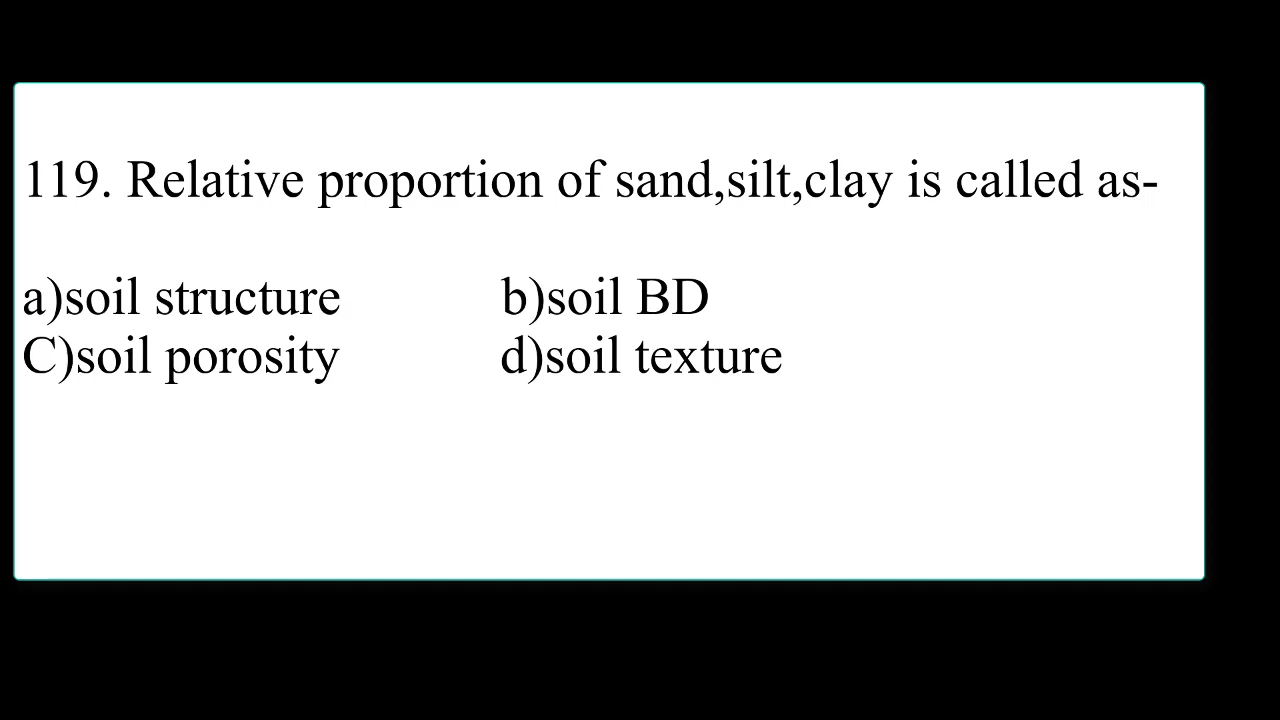 119. Relative proportion of sand,silt,clay is called as-
a)soil structure b)soil BD
C)soil porosity d)soil texture